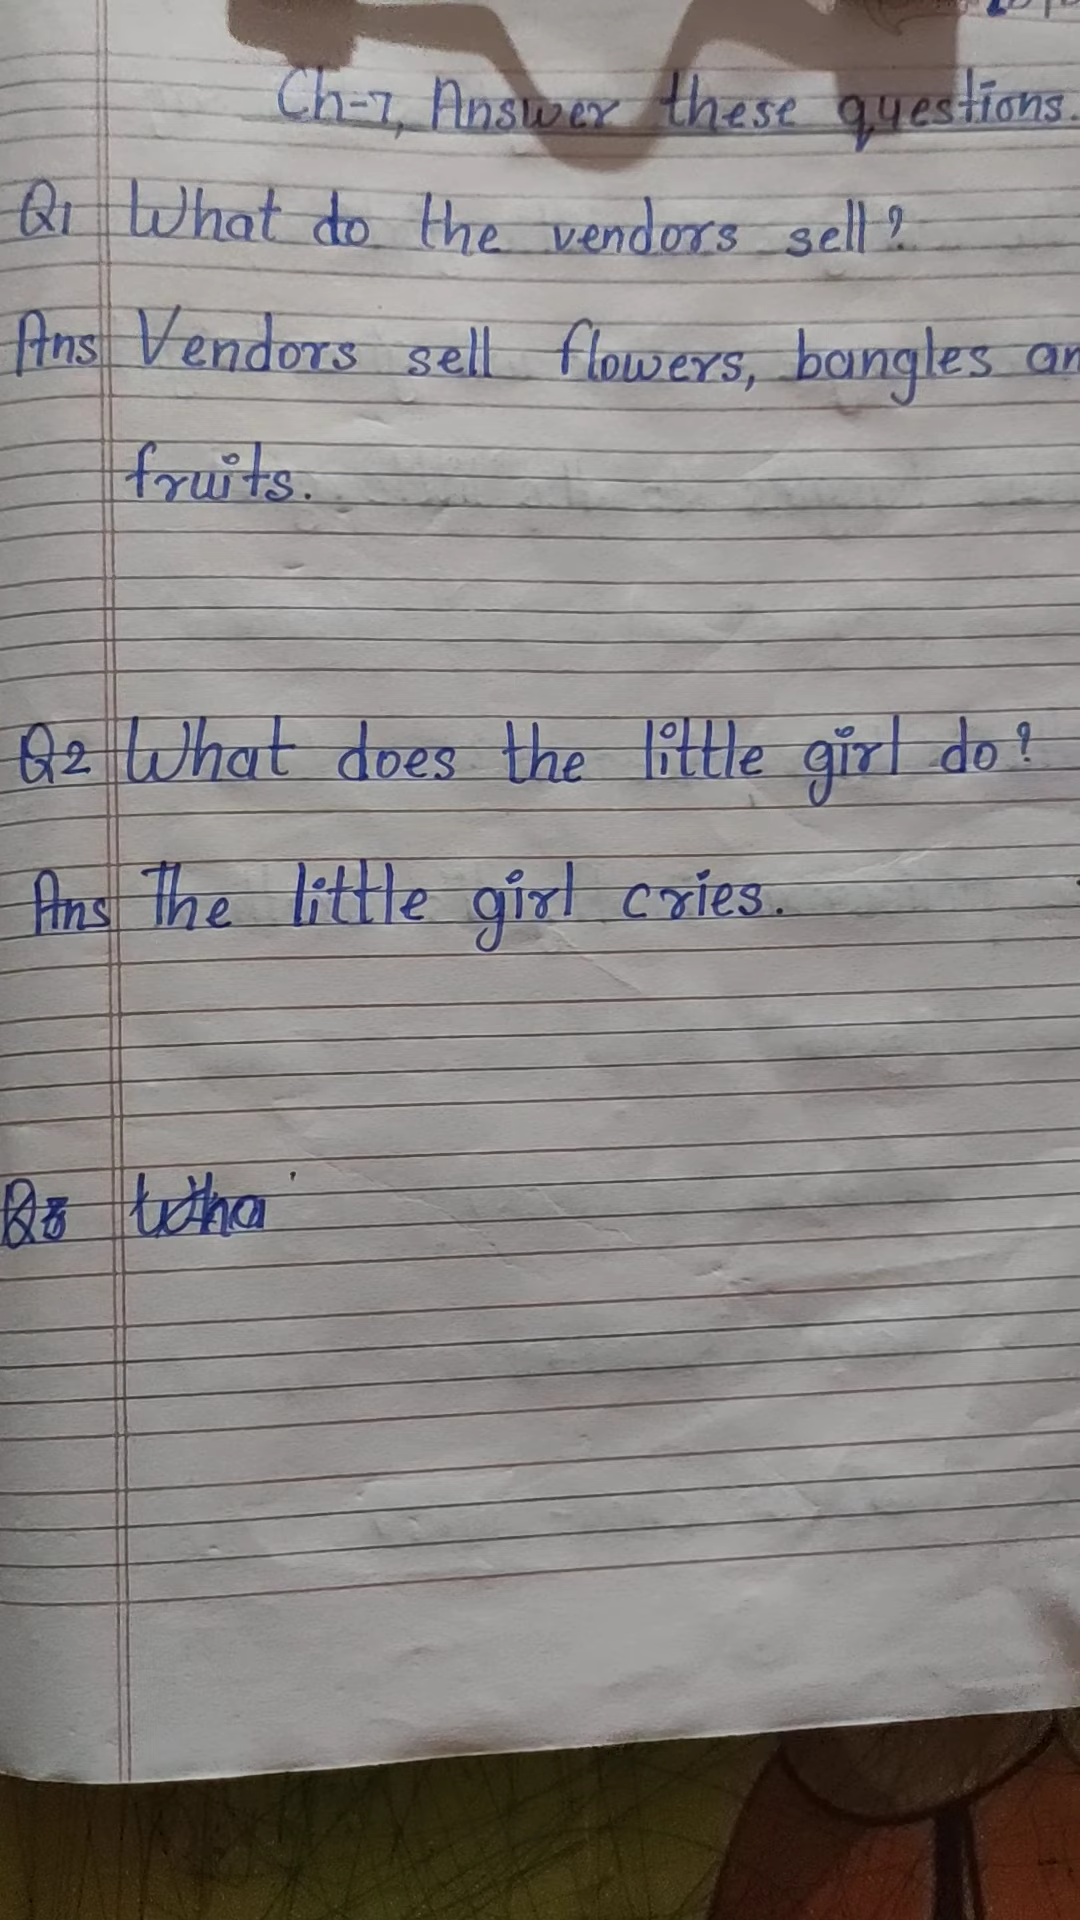 Ch-7, Answer these questions.
Q1 What do the vendors sell?
Ans Vendors sell flowers, bangles an
fruits.
Q2 What does the little girl do?
Ans The little girl cries.
Q3 Wha